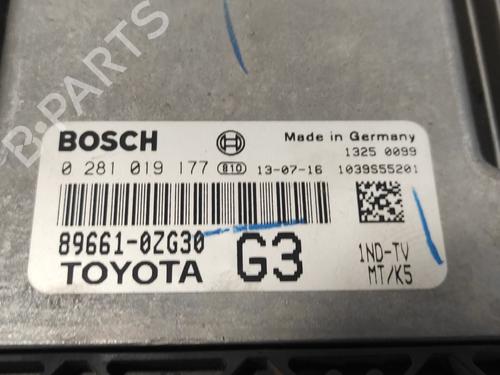 B-PARTS
BOSCH
Made in Germany
1325 0099
0 281 019 177 810 13-07-16 1039S55201
89661-0ZG30
TOYOTA
G3
1ND-TV
MT/K5